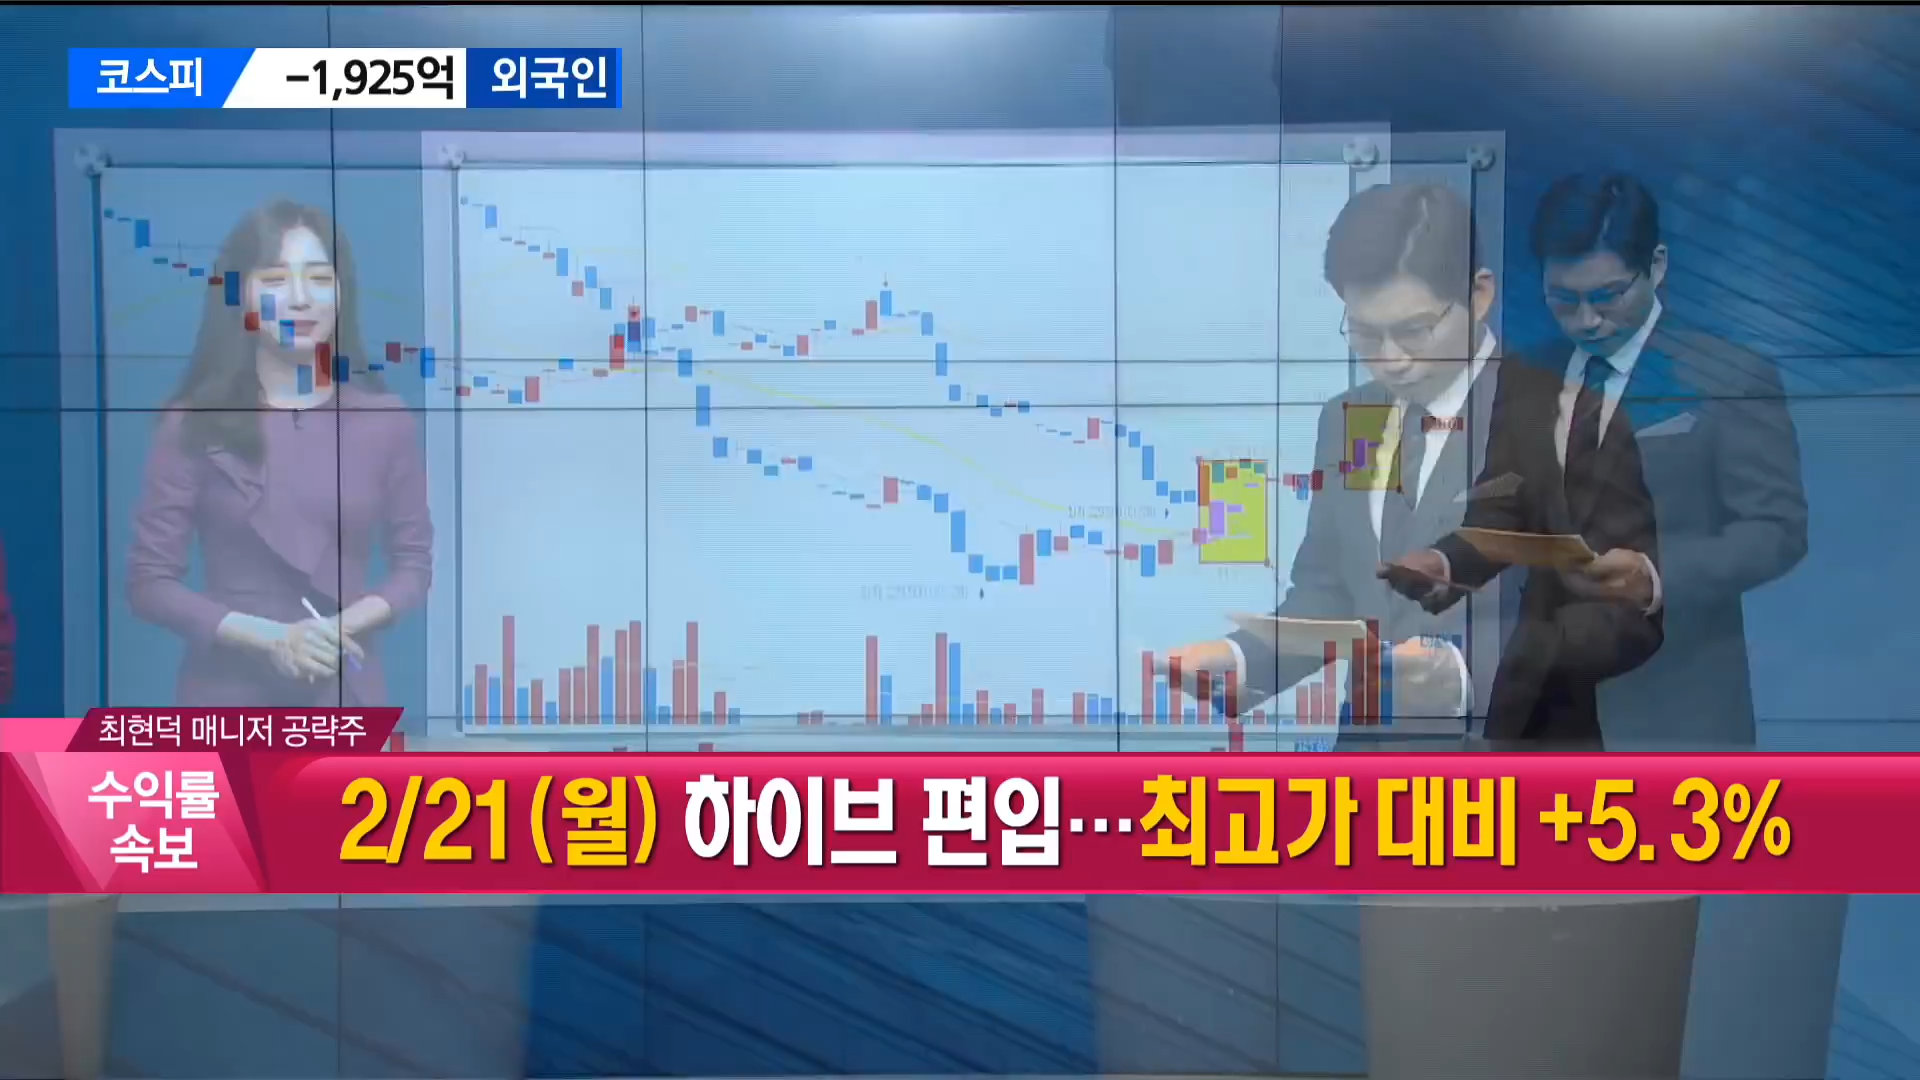 코스피 -1,925억 외국인
최현덕 매니저 공략주
수익률
속보
2/21(월) 하이브 편입…최고가 대비 +5.3%